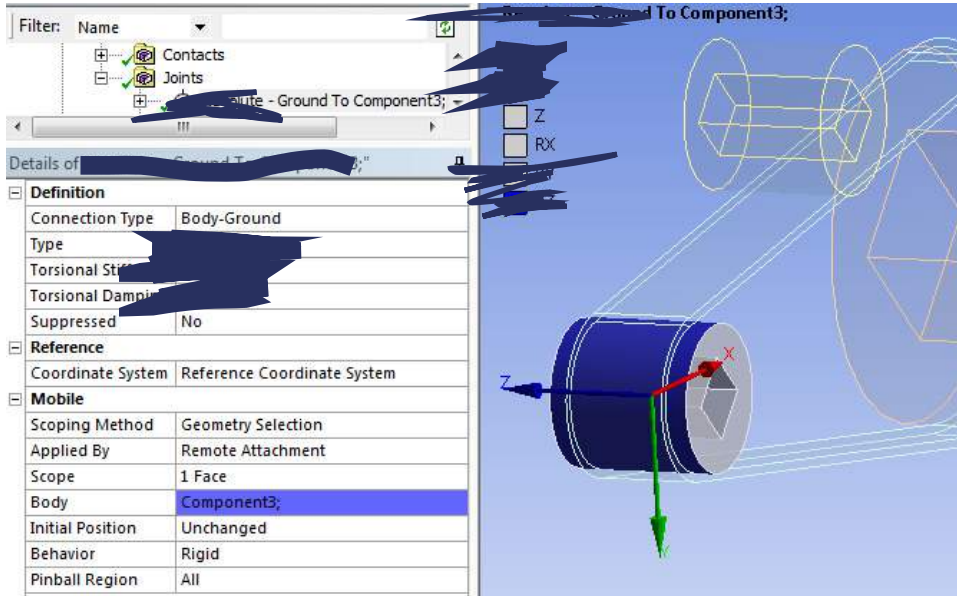 Filter: Name
Contacts
Joints
- Ground To Component3;
Details of
Definition
Connection Type Body-Ground
Type
Torsional
Torsional
Suppressed No
Reference
Coordinate System Reference Coordinate System
Mobile
Scoping Method Geometry Selection
Applied By Remote Attachment
Scope 1 Face
Body Component3;
Initial Position Unchanged
Behavior Rigid
Pinball Region All
To Component3;
Z
RX
X
Z
Y